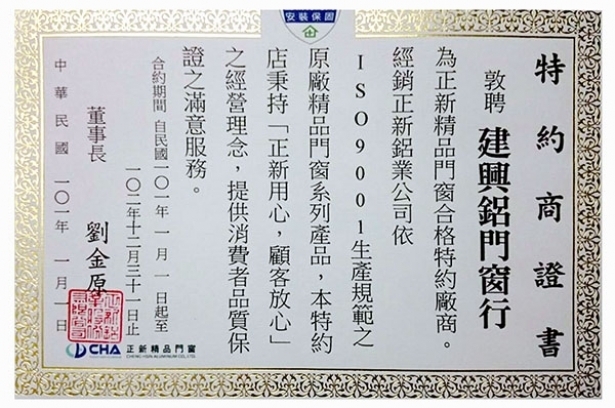 安裝保固
特約商證書
敦聘 建興鋁門窗行
為正新精品門窗合格特約廠商。
經銷正新鋁業公司依
ISO9001生產規範之
原廠精品門窗系列產品，本特約
店秉持「正新用心，顧客放心」
之經營理念，提供消費者品質保
證之滿意服務。
合約期間 自民國一〇一年 一月 一日起至
一〇二年十二月三十一日止
董事長 劉金原
中華民國 一〇一年 一月 一日
CHA 正新精品門窗
CHENG HSIN ALUMINUM CO., LTD.